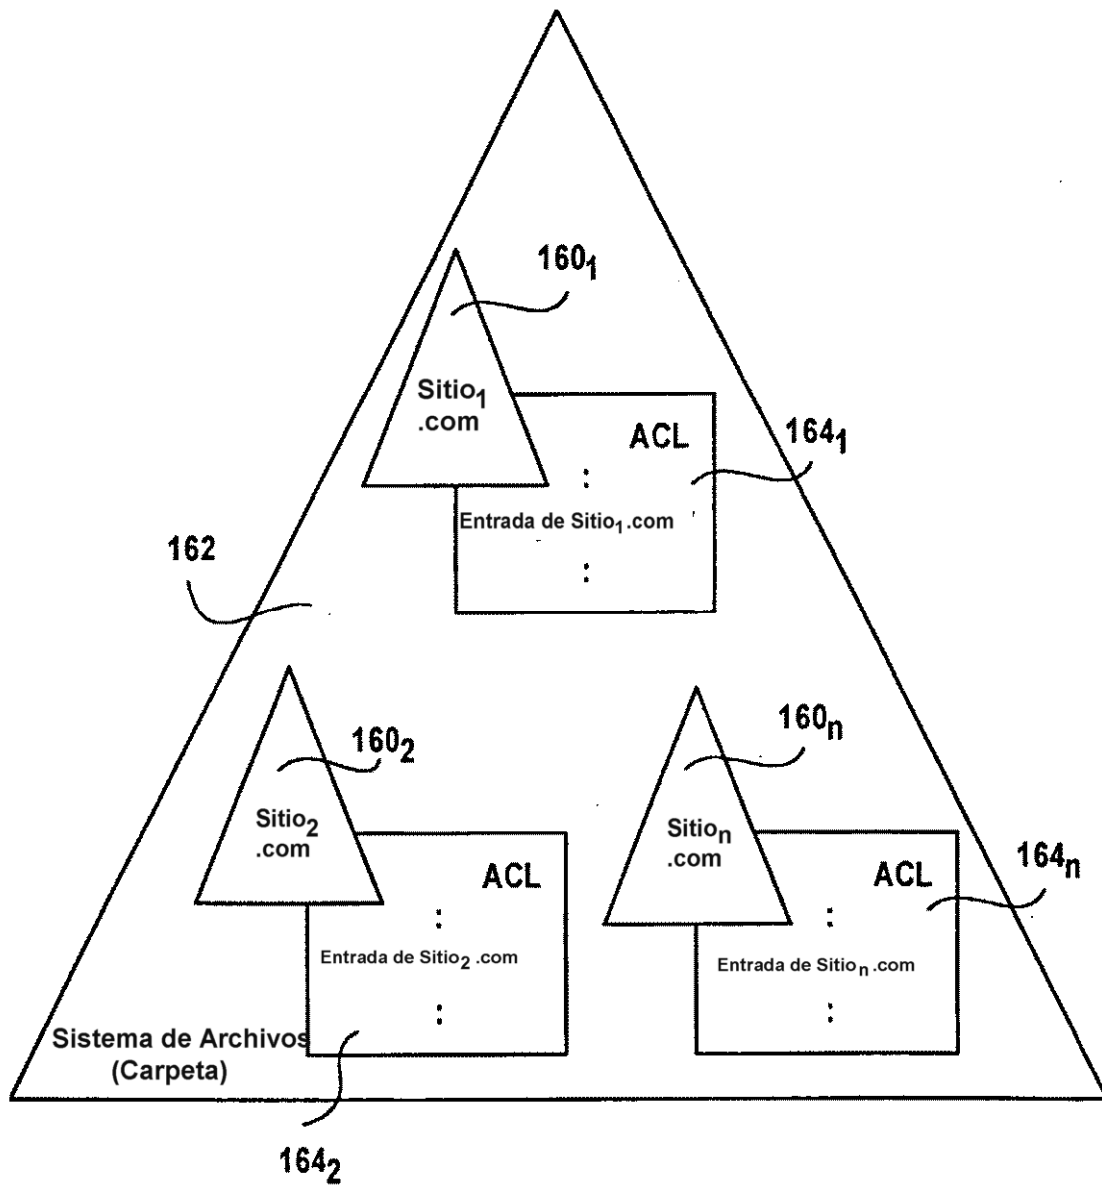 160₁
Sitio₁
.com
ACL
164₁
:
Entrada de Sitio₁.com
:
162
160₂
160ₙ
Sitio₂
.com
Sitioₙ
.com
ACL
ACL
164ₙ
:
:
Entrada de Sitio₂.com
Entrada de Sitioₙ.com
:
:
Sistema de Archivos
(Carpeta)
164₂